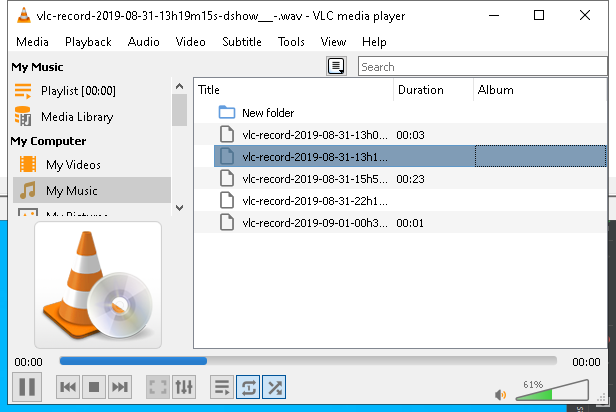 vlc-record-2019-08-31-13h19m15s-dshow___-.wav - VLC media player
Media Playback Audio Video Subtitle Tools View Help
My Music
Search
Playlist [00:00]
Media Library
My Computer
My Videos
My Music
My Pictures
Title Duration Album
New folder
vlc-record-2019-08-31-13h0... 00:03
vlc-record-2019-08-31-13h1...
vlc-record-2019-08-31-15h5... 00:23
vlc-record-2019-08-31-22h1...
vlc-record-2019-09-01-00h3... 00:01
00:00 00:00
61%